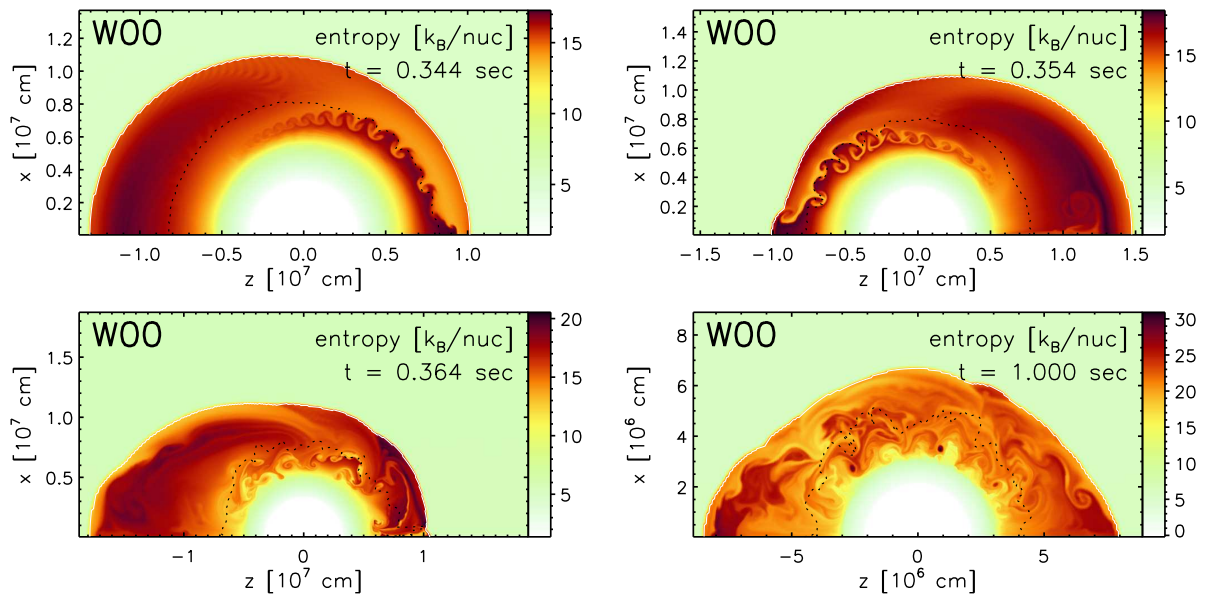 W00
entropy [k_B/nuc]
t = 0.344 sec
1.2
1.0
0.8
0.6
0.4
0.2
x [10^7 cm]
−1.0
−0.5
0.0
0.5
1.0
z [10^7 cm]
15
10
5
W00
entropy [k_B/nuc]
t = 0.354 sec
1.4
1.2
1.0
0.8
0.6
0.4
0.2
x [10^7 cm]
−1.5
−1.0
−0.5
0.0
0.5
1.0
1.5
z [10^7 cm]
15
10
5
W00
entropy [k_B/nuc]
t = 0.364 sec
1.5
1.0
0.5
x [10^7 cm]
−1
0
1
z [10^7 cm]
20
15
10
5
W00
entropy [k_B/nuc]
t = 1.000 sec
8
6
4
2
x [10^6 cm]
−5
0
5
z [10^6 cm]
30
25
20
15
10
5
0